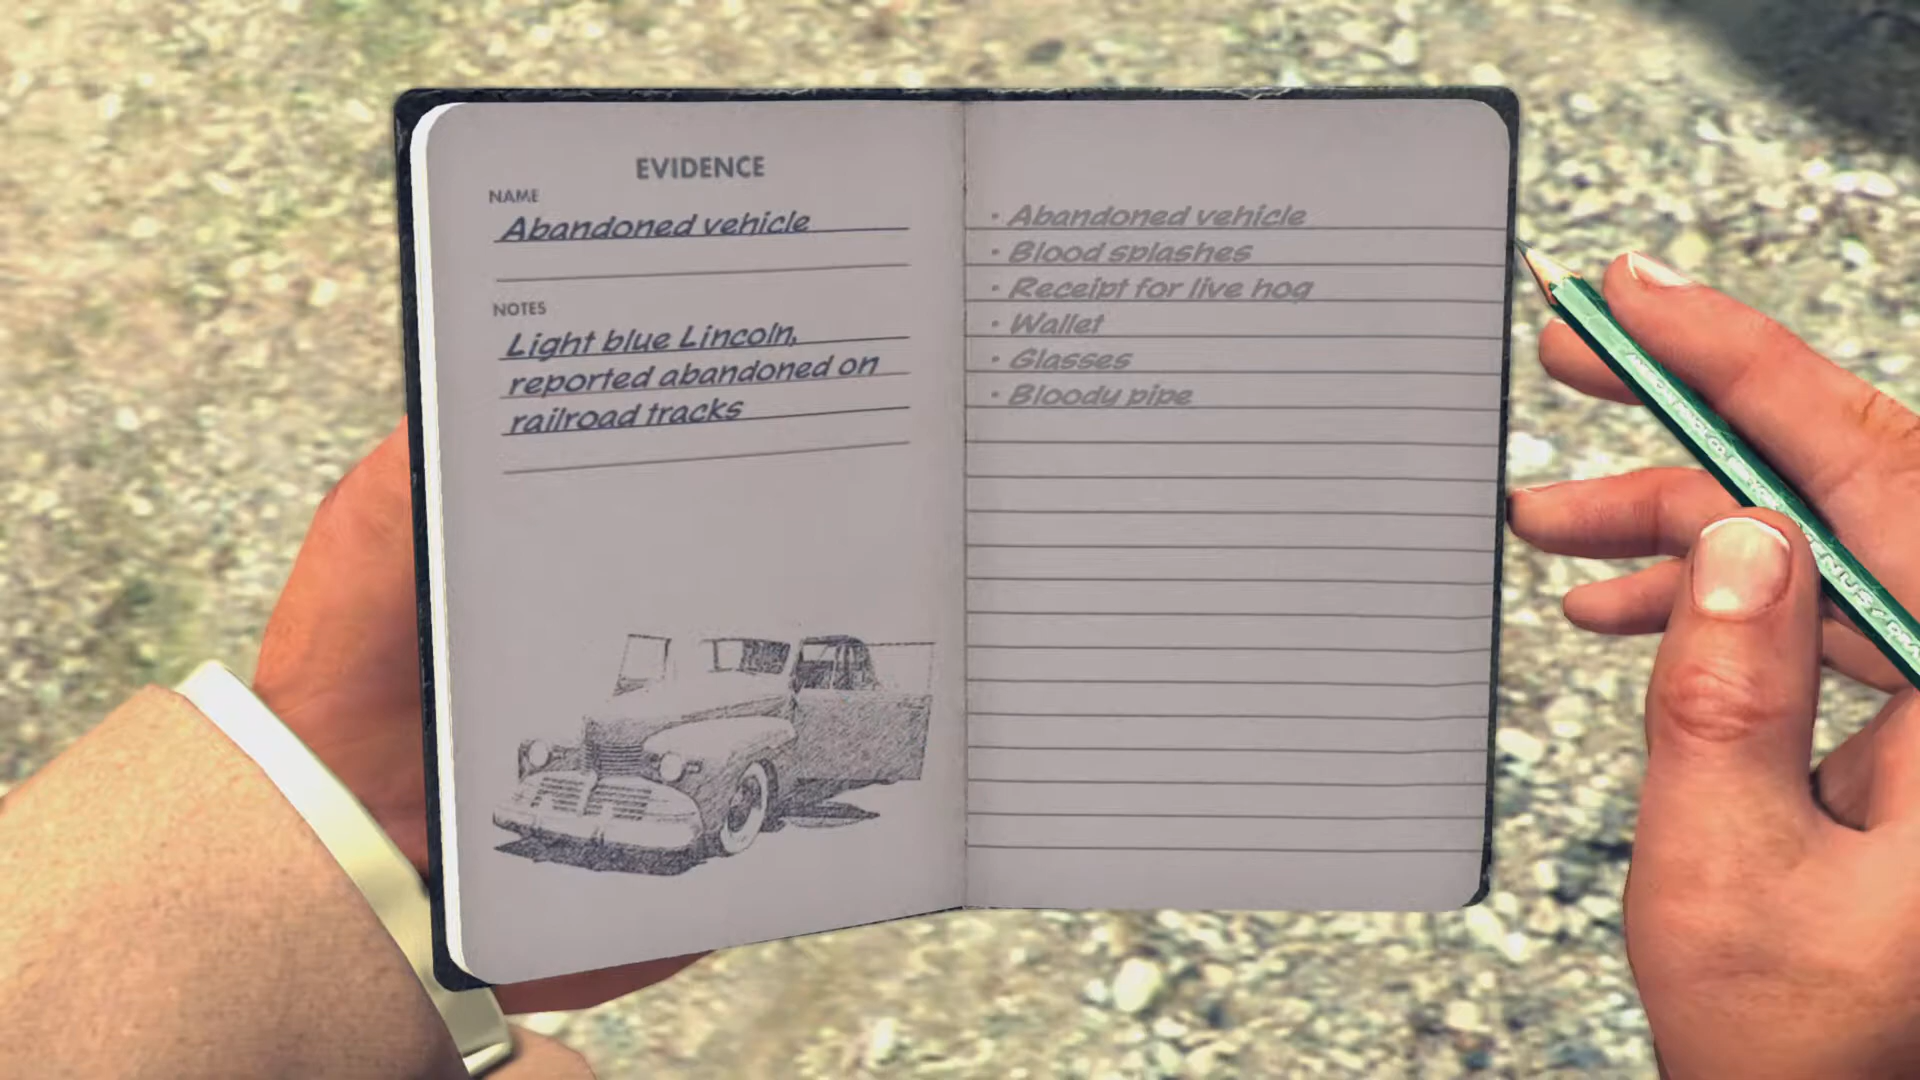 EVIDENCE
NAME
Abandoned vehicle
NOTES
Light blue Lincoln,
reported abandoned on
railroad tracks
• Abandoned vehicle
• Blood splashes
• Receipt for live hog
• Wallet
• Glasses
• Bloody pipe
VENUS